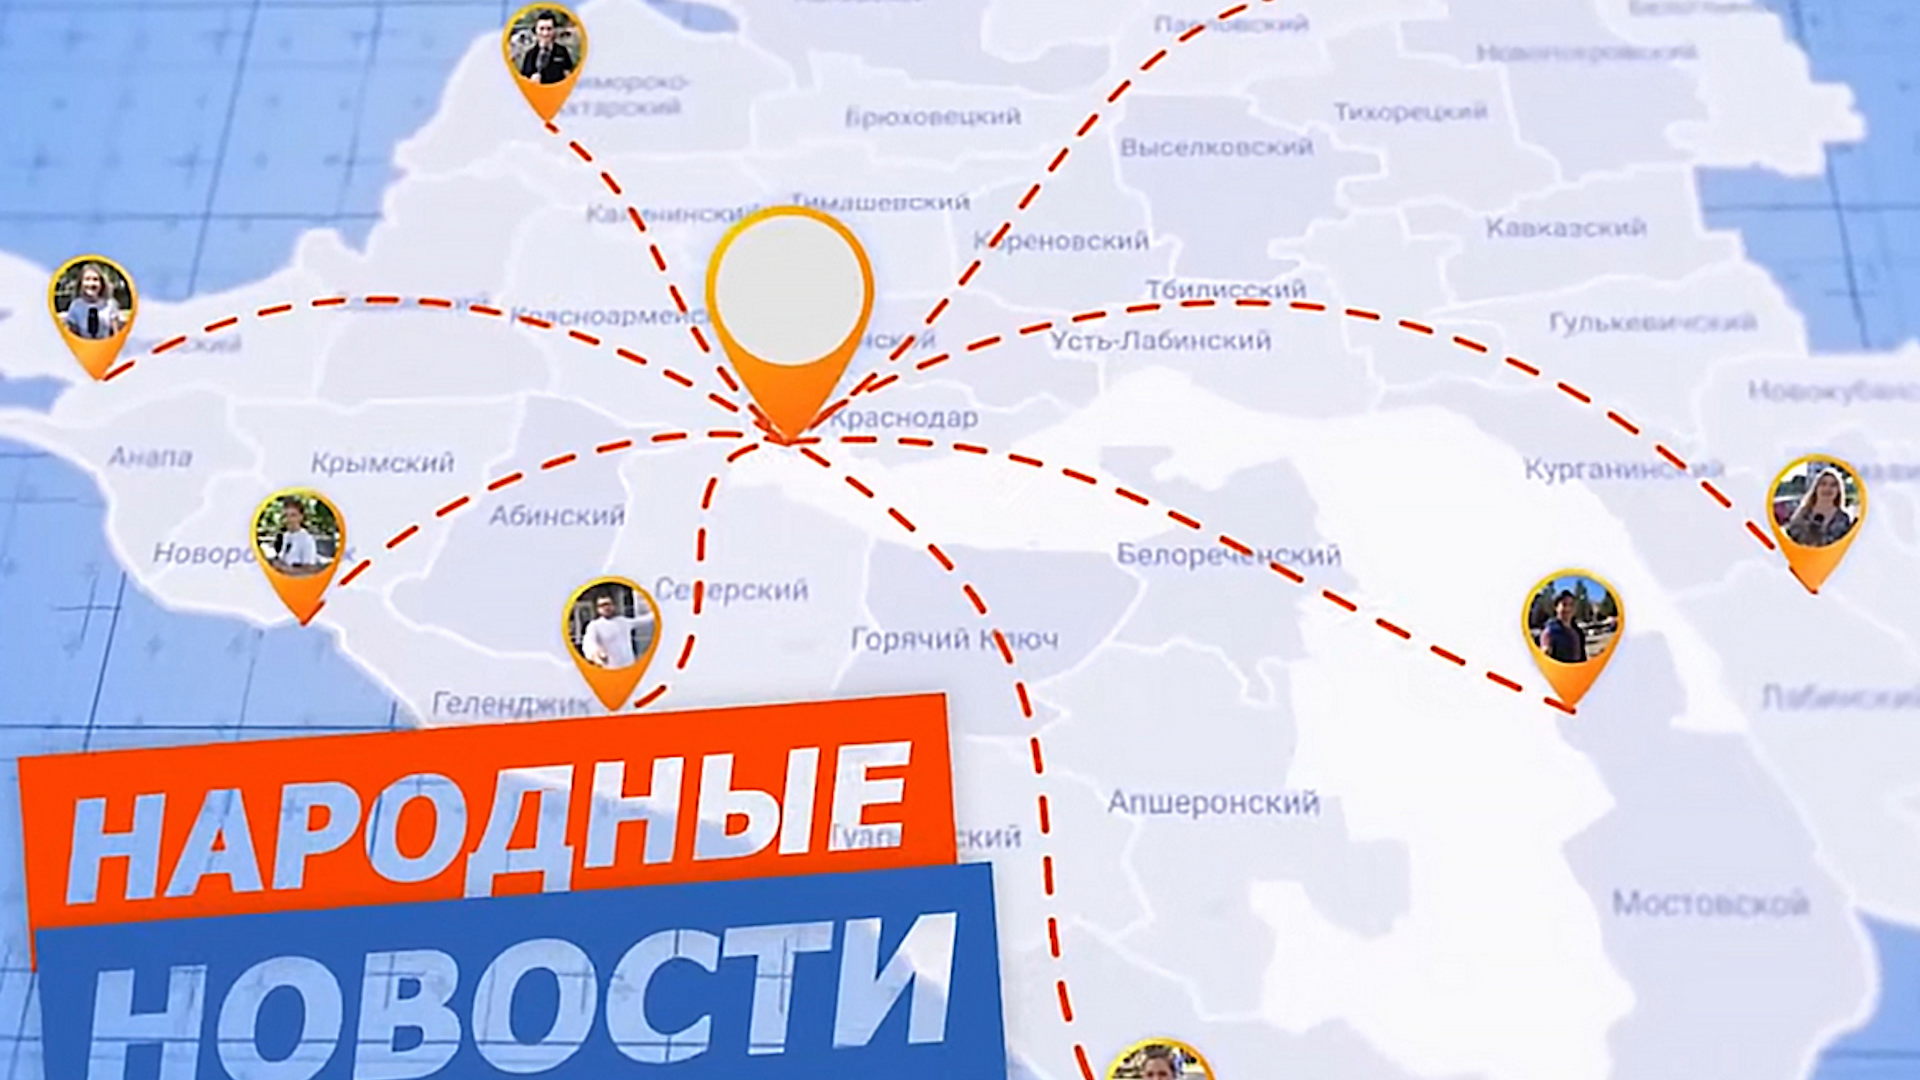 Павловский
Новопокровский
Брюховецкий
Тихорецкий
Выселковский
Тимашевский
Кореновский
Кавказский
Тбилисский
Гулькевичский
Усть-Лабинский
Краснодар
Анапа
Крымский
Курганинский
Абинский
Белореченский
Северский
Горячий Ключ
Геленджик
Апшеронский
Мостовской
НАРОДНЫЕ
НОВОСТИ